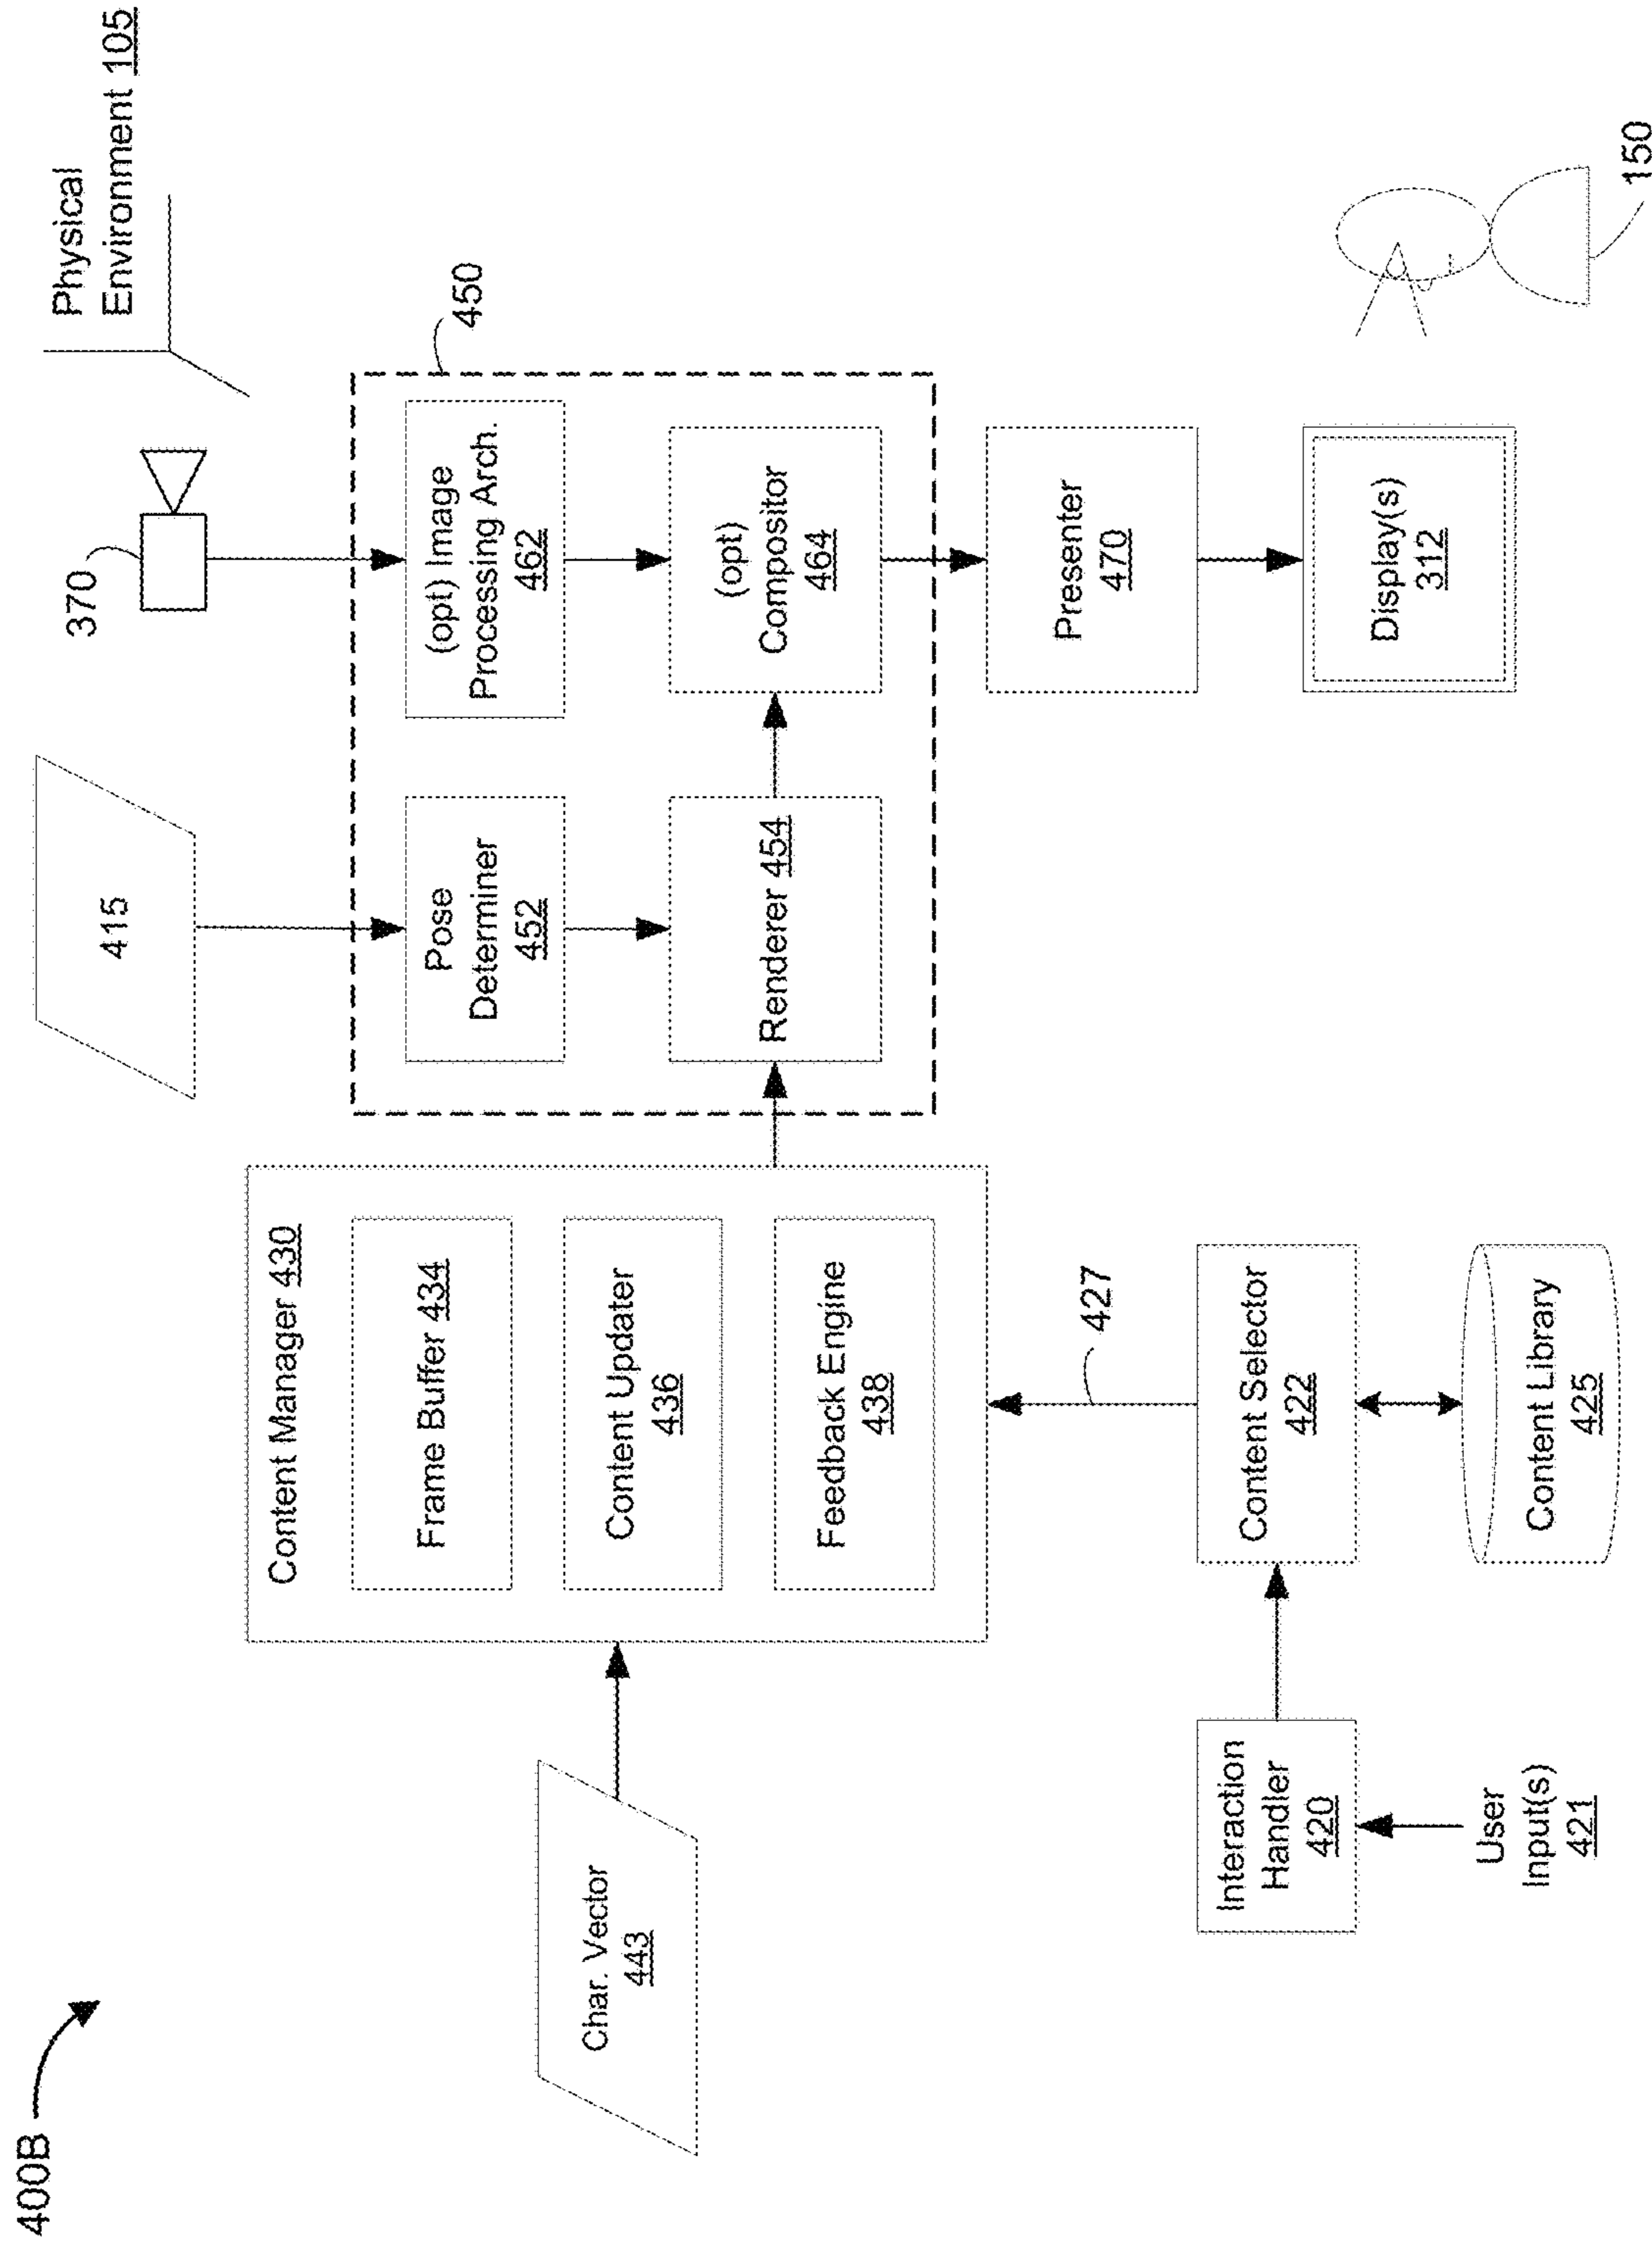 400B
Char. Vector
443
Content Manager 430
Frame Buffer 434
Content Updater
436
Feedback Engine
438
427
Interaction
Handler
420
User
Input(s)
421
Content Selector
422
Content Library
425
415
370
Physical
Environment 105
450
Pose
Determiner
452
(opt) Image
Processing Arch.
462
Renderer 454
(opt)
Compositor
464
Presenter
470
Display(s)
312
150